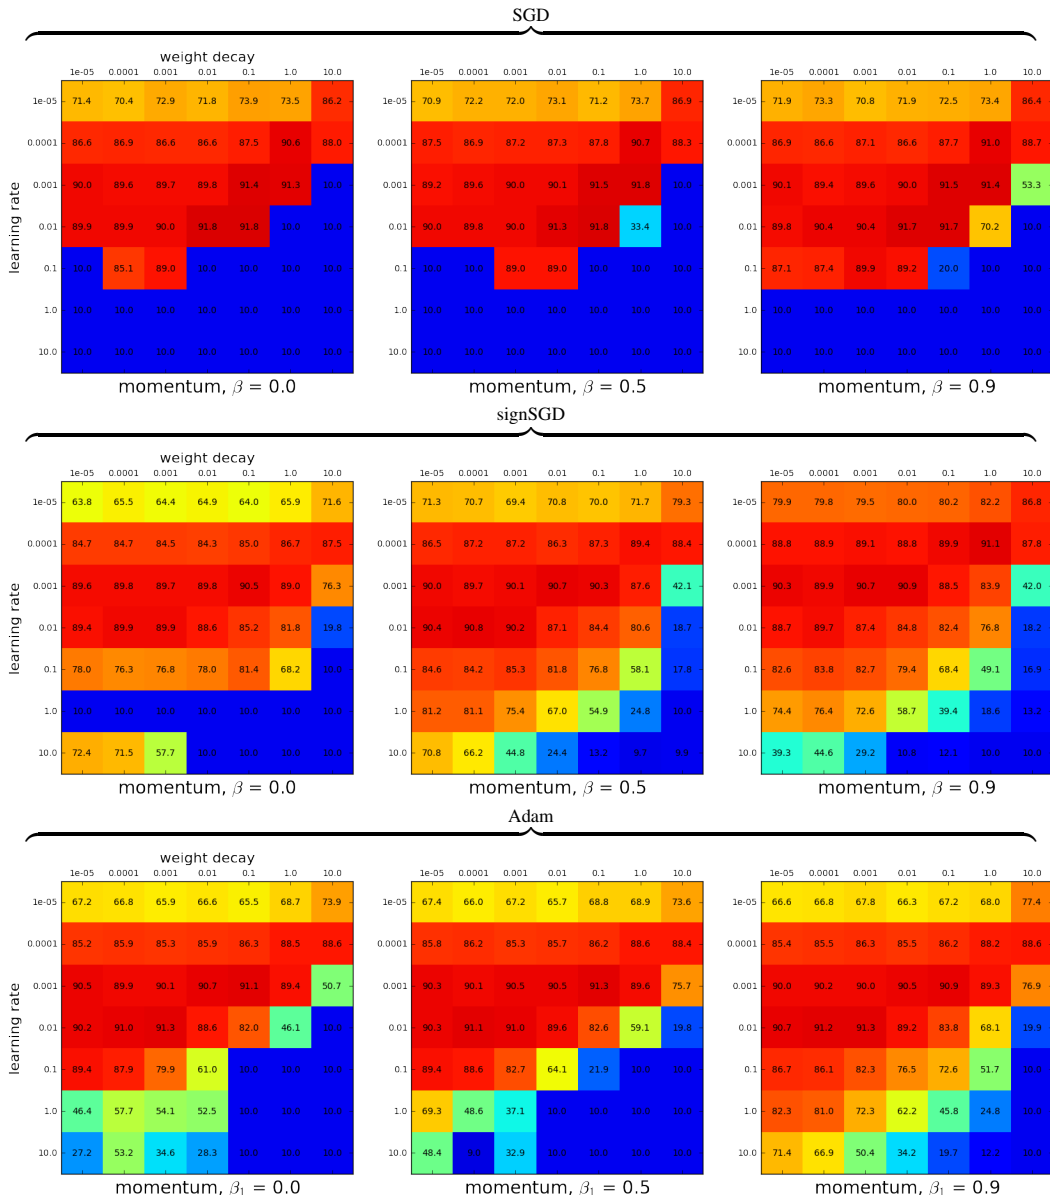 SGD
weight decay
1e-05 0.0001 0.001 0.01 0.1 1.0 10.0 1e-05 0.0001 0.001 0.01 0.1 1.0 10.0 1e-05 0.0001 0.001 0.01 0.1 1.0 10.0
learning rate
1e-05 71.4 70.4 72.9 71.8 73.9 73.5 86.2 1e-05 70.9 72.2 72.0 73.1 71.2 73.7 86.9 1e-05 71.9 73.3 70.8 71.9 72.5 73.4 86.4
0.0001 86.6 86.9 86.6 86.6 87.5 90.6 88.0 0.0001 87.5 86.9 87.2 87.3 87.8 90.7 88.3 0.0001 86.9 86.6 87.1 86.6 87.7 91.0 88.7
0.001 90.0 89.6 89.7 89.8 91.4 91.3 10.0 0.001 89.2 89.6 90.0 90.1 91.5 91.8 10.0 0.001 90.1 89.4 89.6 90.0 91.5 91.4 53.3
0.01 89.9 89.9 90.0 91.8 91.8 10.0 10.0 0.01 90.0 89.8 90.0 91.3 91.8 33.4 10.0 0.01 89.8 90.4 90.4 91.7 91.7 70.2 10.0
0.1 10.0 85.1 89.0 10.0 10.0 10.0 10.0 0.1 10.0 10.0 89.0 89.0 10.0 10.0 10.0 0.1 87.1 87.4 89.9 89.2 20.0 10.0 10.0
1.0 10.0 10.0 10.0 10.0 10.0 10.0 10.0 1.0 10.0 10.0 10.0 10.0 10.0 10.0 10.0 1.0 10.0 10.0 10.0 10.0 10.0 10.0 10.0
10.0 10.0 10.0 10.0 10.0 10.0 10.0 10.0 10.0 10.0 10.0 10.0 10.0 10.0 10.0 10.0 10.0 10.0 10.0 10.0 10.0 10.0 10.0 10.0
momentum, β = 0.0 momentum, β = 0.5 momentum, β = 0.9
signSGD
weight decay
1e-05 0.0001 0.001 0.01 0.1 1.0 10.0 1e-05 0.0001 0.001 0.01 0.1 1.0 10.0 1e-05 0.0001 0.001 0.01 0.1 1.0 10.0
learning rate
1e-05 63.8 65.5 64.4 64.9 64.0 65.9 71.6 1e-05 71.3 70.7 69.4 70.8 70.0 71.7 79.3 1e-05 79.9 79.8 79.5 80.0 80.2 82.2 86.8
0.0001 84.7 84.7 84.5 84.3 85.0 86.7 87.5 0.0001 86.5 87.2 87.2 86.3 87.3 89.4 88.4 0.0001 88.8 88.9 89.1 88.8 89.9 91.1 87.8
0.001 89.6 89.8 89.7 89.8 90.5 89.0 76.3 0.001 90.0 89.7 90.1 90.7 90.3 87.6 42.1 0.001 90.3 89.9 90.7 90.9 88.5 83.9 42.0
0.01 89.4 89.9 89.9 88.6 85.2 81.8 19.8 0.01 90.4 90.8 90.2 87.1 84.4 80.6 18.7 0.01 88.7 89.7 87.4 84.8 82.4 76.8 18.2
0.1 78.0 76.3 76.8 78.0 81.4 68.2 10.0 0.1 84.6 84.2 85.3 81.8 76.8 58.1 17.8 0.1 82.6 83.8 82.7 79.4 68.4 49.1 16.9
1.0 10.0 10.0 10.0 10.0 10.0 10.0 10.0 1.0 81.2 81.1 75.4 67.0 54.9 24.8 10.0 1.0 74.4 76.4 72.6 58.7 39.4 18.6
10.0 72.4 71.5 57.7 10.0 10.0 10.0 10.0 10.0 70.8 66.2 44.8 24.4 10.0 39.3 44.6 29.2 10.0 10.0
momentum, β = 0.0 momentum, β = 0.5 momentum, β = 0.9
Adam
weight decay
1e-05 0.0001 0.001 0.01 0.1 1.0 10.0 1e-05 0.0001 0.001 0.01 0.1 1.0 10.0 1e-05 0.0001 0.001 0.01 0.1 1.0 10.0
learning rate
1e-05 67.2 66.8 65.9 66.6 65.5 68.7 73.9 1e-05 67.4 66.0 67.2 65.7 68.8 68.9 73.6 1e-05 66.6 66.8 67.8 66.3 67.2 68.0 77.4
0.0001 85.2 85.9 85.3 85.9 86.3 88.5 88.6 0.0001 85.8 86.2 85.3 85.7 86.2 88.6 88.4 0.0001 85.4 85.5 86.3 85.5 86.2 88.2 88.6
0.001 90.5 89.9 90.1 90.7 91.1 89.4 50.7 0.001 90.3 90.1 90.5 90.5 91.3 89.6 75.7 0.001 90.0 90.2 90.0 90.5 90.9 89.3 76.9
0.01 90.2 91.0 91.3 88.6 82.0 46.1 10.0 0.01 90.3 91.1 91.0 89.6 82.6 59.1 19.8 0.01 90.7 91.2 91.3 89.2 83.8 68.1 19.9
0.1 89.4 87.9 79.9 61.0 10.0 10.0 10.0 0.1 89.4 88.6 82.7 64.1 21.9 10.0 10.0 0.1 86.7 86.1 82.3 76.5 72.6 51.7 10.0
1.0 46.4 57.7 54.1 52.5 10.0 10.0 10.0 1.0 69.3 48.6 37.1 10.0 10.0 10.0 10.0 1.0 82.3 81.0 72.3 62.2 45.8 24.8 10.0
10.0 27.2 53.2 34.6 28.3 10.0 10.0 10.0 10.0 48.4 9.0 32.9 10.0 10.0 10.0 10.0 10.0 71.4 66.9 50.4 34.2 19.7 10.0
momentum, β₁ = 0.0 momentum, β₁ = 0.5 momentum, β₁ = 0.9